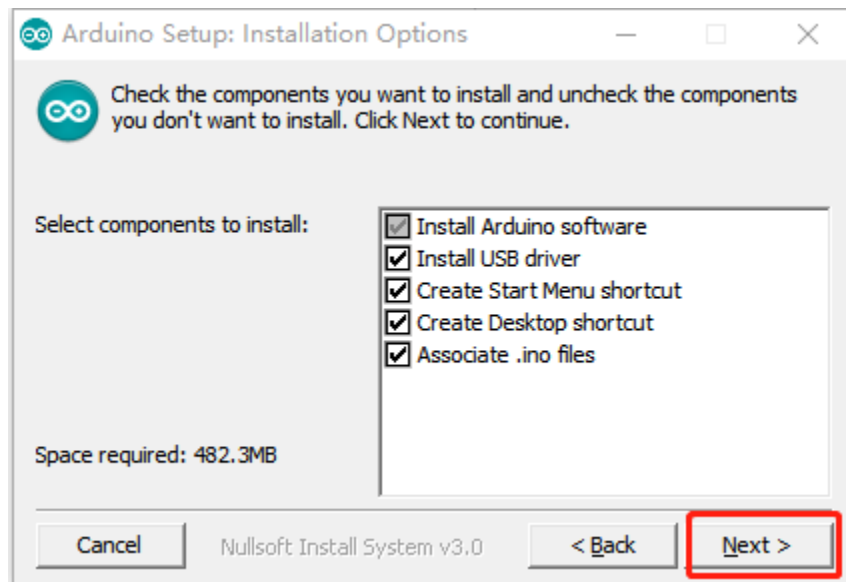 Arduino Setup: Installation Options
Check the components you want to install and uncheck the components
you don't want to install. Click Next to continue.
Select components to install:
Install Arduino software
Install USB driver
Create Start Menu shortcut
Create Desktop shortcut
Associate .ino files
Space required: 482.3MB
Cancel
Nullsoft Install System v3.0
< Back
Next >